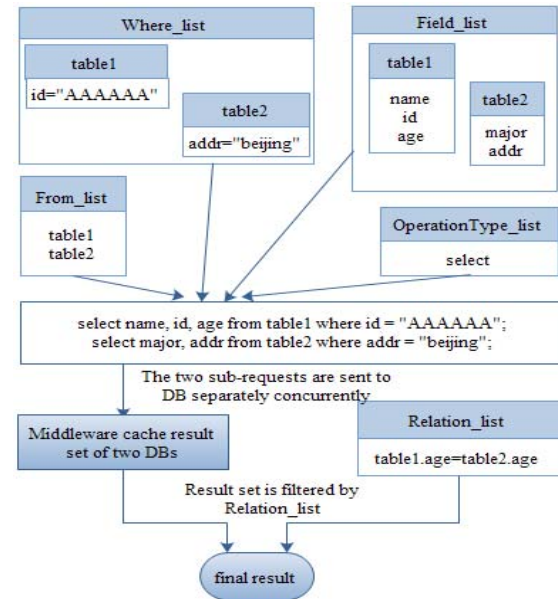 Where_list
table1
id="AAAAAA"
table2
addr="beijing"
Field_list
table1
name
id
age
table2
major
addr
From_list
table1
table2
OperationType_list
select
select name, id, age from table1 where id = "AAAAAA";
select major, addr from table2 where addr = "beijing";
The two sub-requests are sent to
DB separately concurrently
Middleware cache result
set of two DBs
Relation_list
table1.age=table2.age
Result set is filtered by
Relation_list
final result